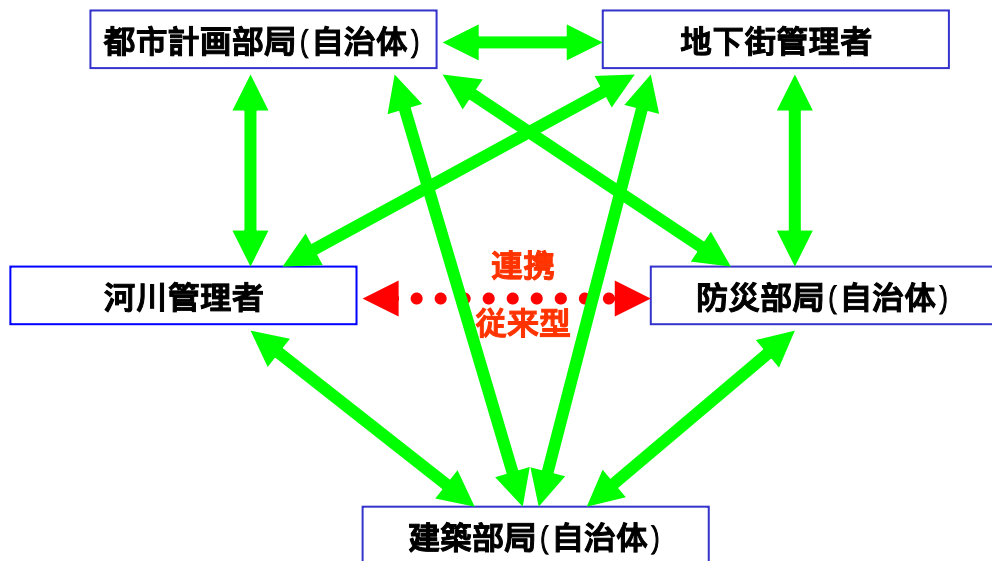 都市計画部局(自治体)
地下街管理者
連携
河川管理者
防災部局(自治体)
従来型
建築部局(自治体)